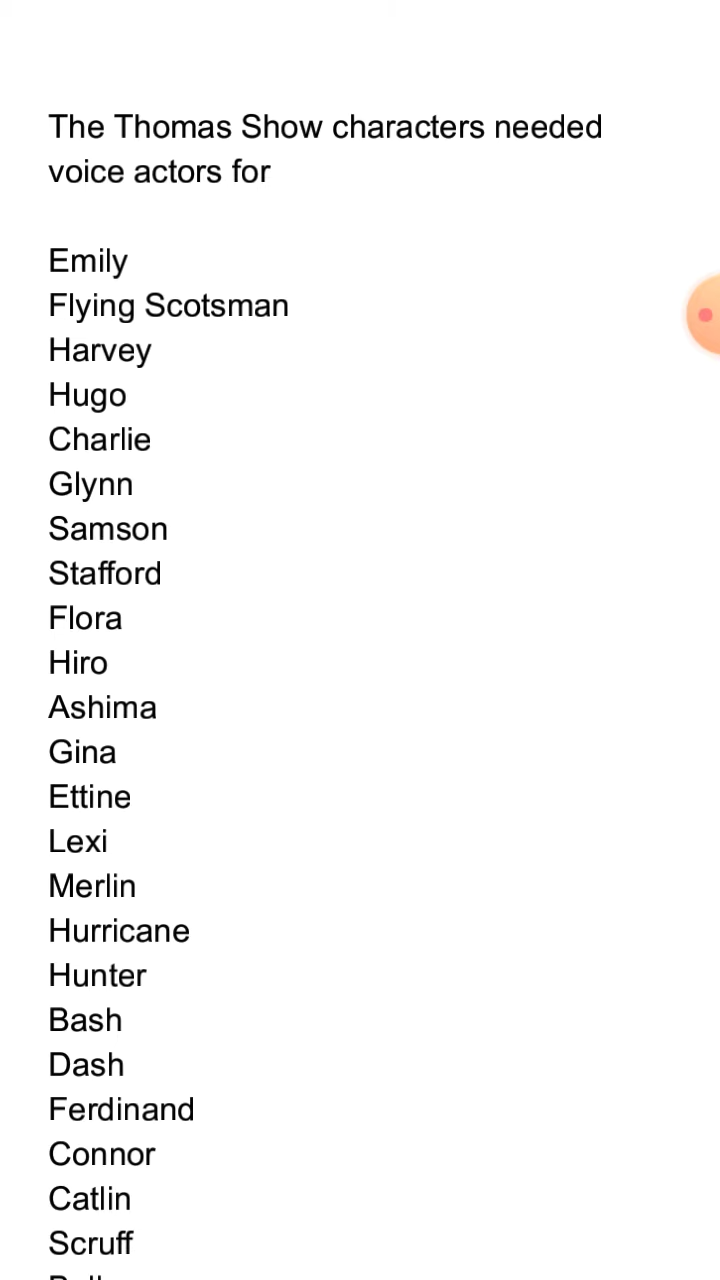 The Thomas Show characters needed
voice actors for
Emily
Flying Scotsman
Harvey
Hugo
Charlie
Glynn
Samson
Stafford
Flora
Hiro
Ashima
Gina
Ettine
Lexi
Merlin
Hurricane
Hunter
Bash
Dash
Ferdinand
Connor
Catlin
Scruff